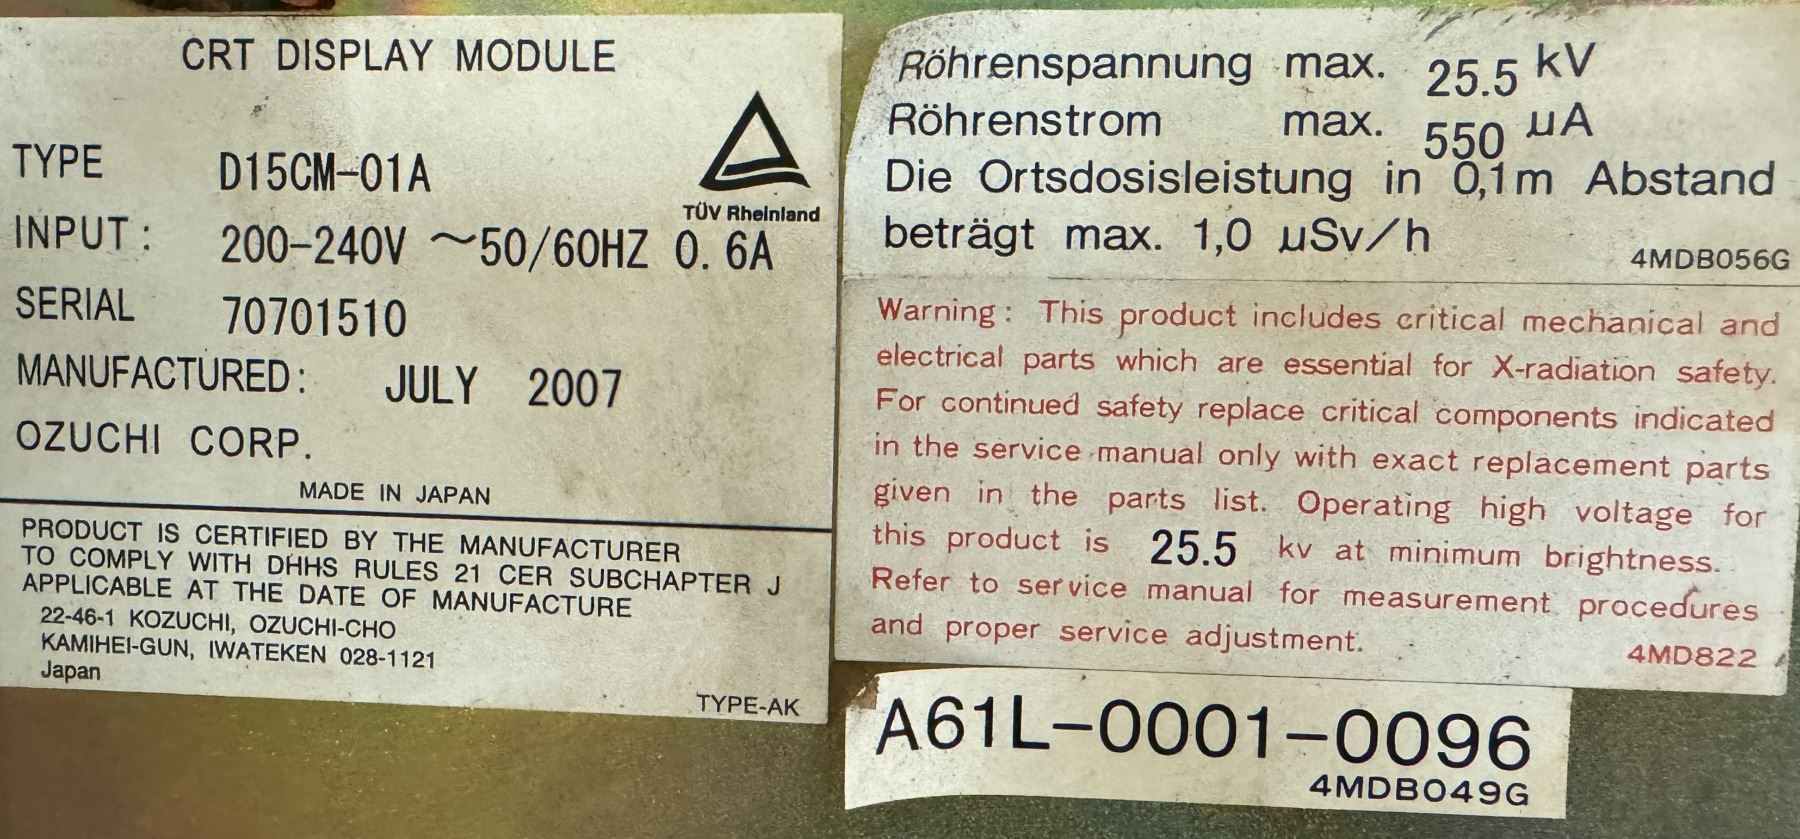 CRT DISPLAY MODULE
TYPE D15CM-01A
TÜV Rheinland
INPUT: 200-240V ~50/60HZ 0.6A
SERIAL 70701510
MANUFACTURED: JULY 2007
OZUCHI CORP.
MADE IN JAPAN
PRODUCT IS CERTIFIED BY THE MANUFACTURER
TO COMPLY WITH DHHS RULES 21 CER SUBCHAPTER J
APPLICABLE AT THE DATE OF MANUFACTURE
22-46-1 KOZUCHI, OZUCHI-CHO
KAMIHEI-GUN, IWATEKEN 028-1121
Japan
TYPE-AK
Röhrenspannung max. 25.5 kV
Röhrenstrom max. 550 µA
Die Ortsdosisleistung in 0,1m Abstand
beträgt max. 1,0 µSv/h
4MDB056G
Warning: This product includes critical mechanical and
electrical parts which are essential for X-radiation safety.
For continued safety replace critical components indicated
in the service manual only with exact replacement parts
given in the parts list. Operating high voltage for
this product is 25.5 kv at minimum brightness.
Refer to service manual for measurement procedures
and proper service adjustment.
4MD822
A61L-0001-0096
4MDB049G